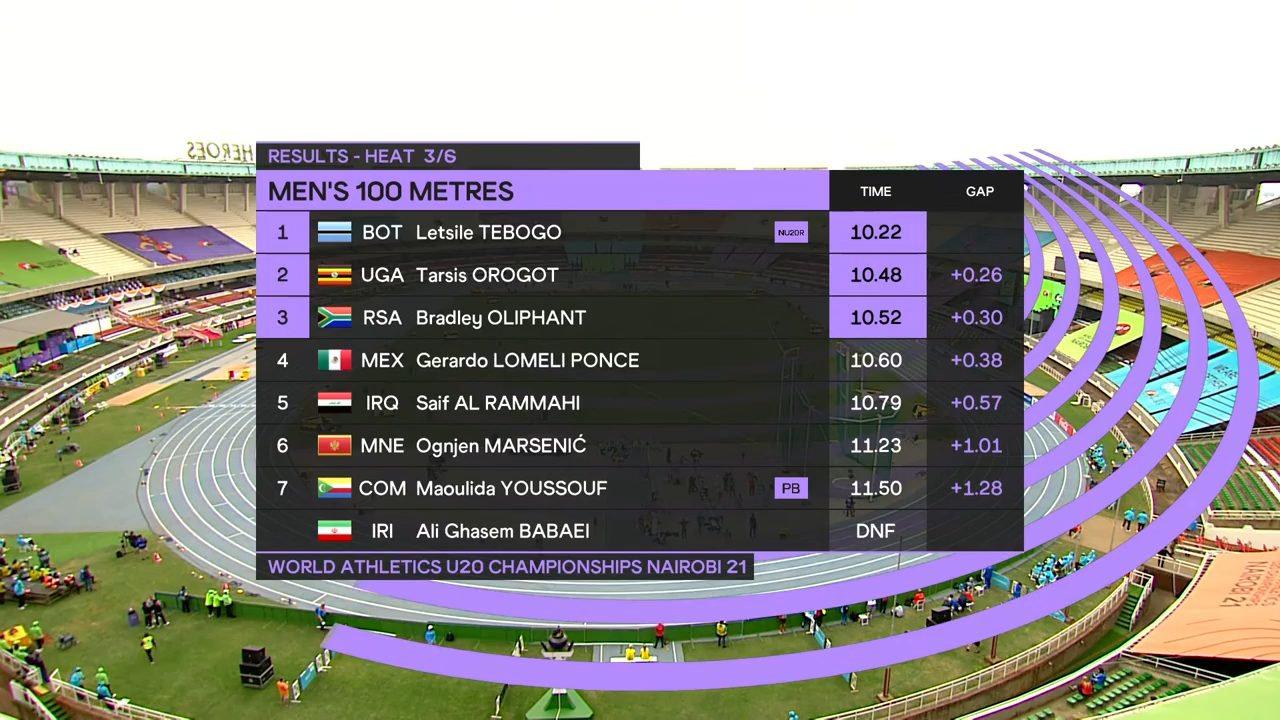 HEROES
RESULTS - HEAT 3/6
MEN'S 100 METRES TIME GAP
1 BOT Letsile TEBOGO NU20R 10.22
2 UGA Tarsis OROGOT 10.48 +0.26
3 RSA Bradley OLIPHANT 10.52 +0.30
4 MEX Gerardo LOMELI PONCE 10.60 +0.38
5 IRQ Saif AL RAMMAHI 10.79 +0.57
6 MNE Ognjen MARSENIĆ 11.23 +1.01
7 COM Maoulida YOUSSOUF PB 11.50 +1.28
IRI Ali Ghasem BABAEI DNF
WORLD ATHLETICS U20 CHAMPIONSHIPS NAIROBI 21
NAIROBI 21